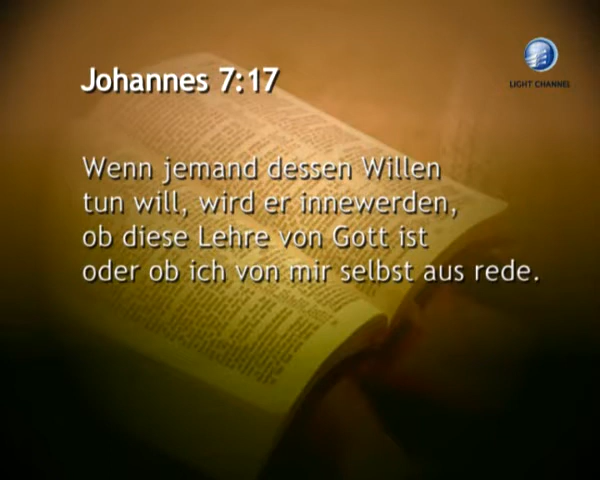 Johannes 7:17
LIGHT CHANNEL
Wenn jemand dessen Willen
tun will, wird er innewerden,
ob diese Lehre von Gott ist
oder ob ich von mir selbst aus rede.